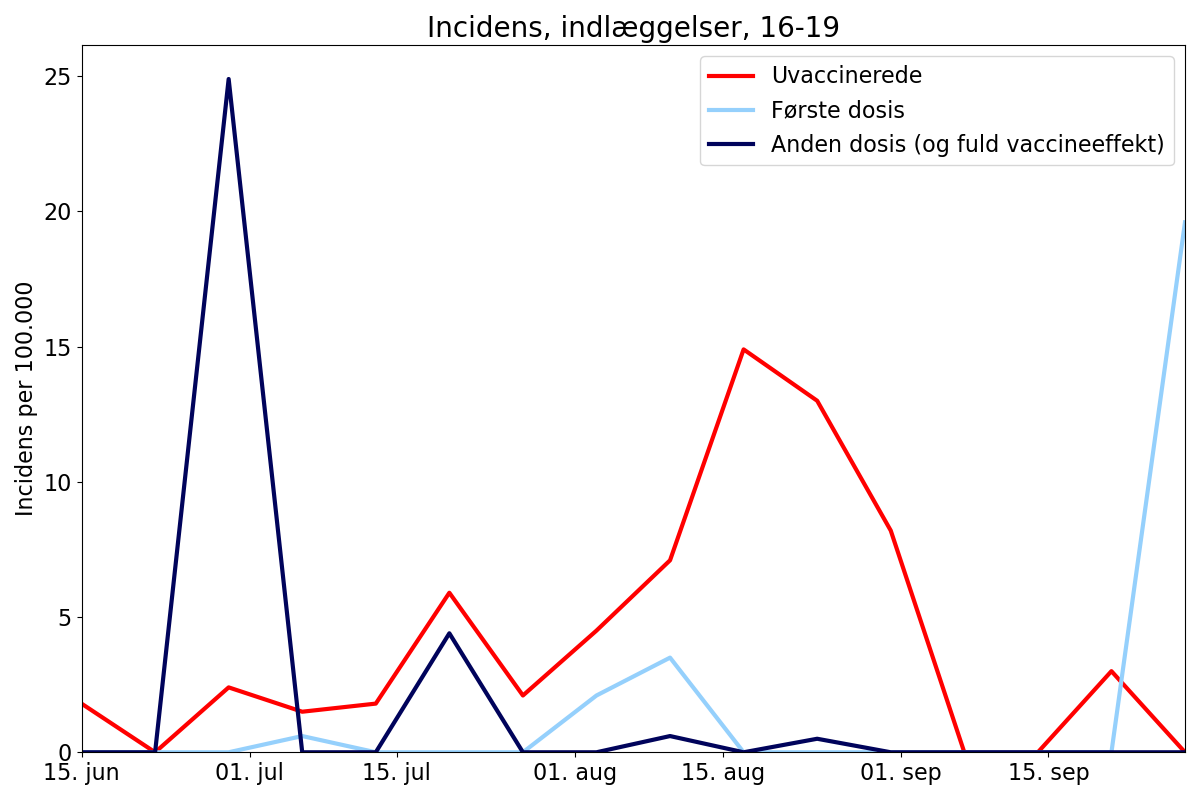 Incidens, indlæggelser, 16-19
Uvaccinerede
Første dosis
Anden dosis (og fuld vaccineeffekt)
Incidens per 100.000
25
20
15
10
5
0
15. jun 01. jul 15. jul 01. aug 15. aug 01. sep 15. sep